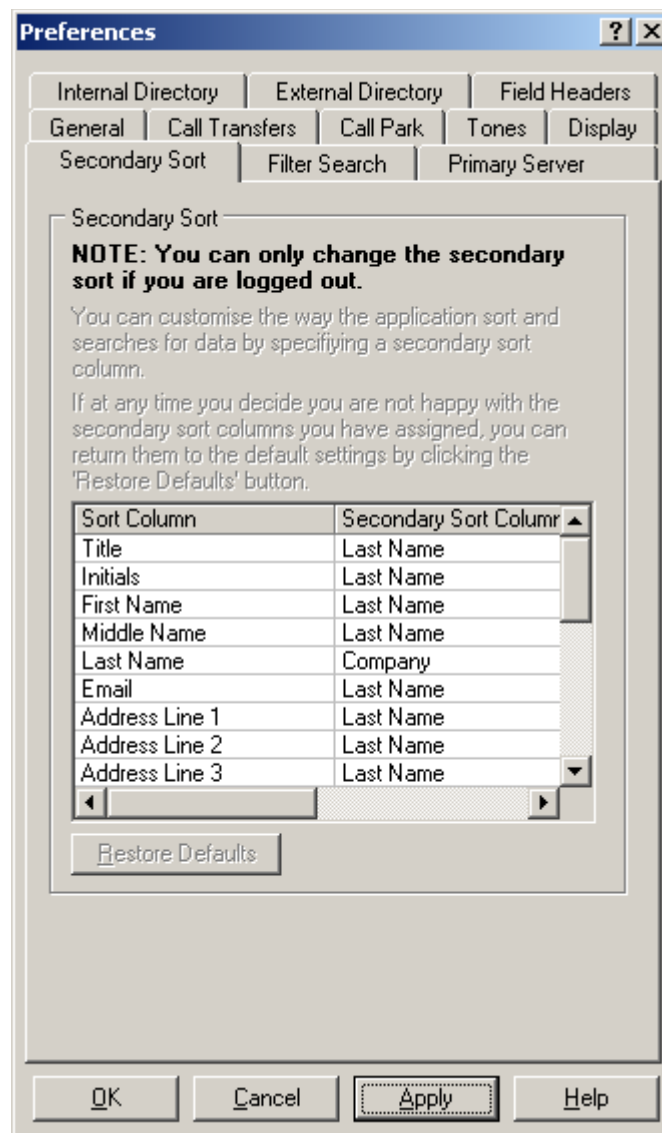 Preferences
Internal Directory External Directory Field Headers
General Call Transfers Call Park Tones Display
Secondary Sort Filter Search Primary Server
Secondary Sort
NOTE: You can only change the secondary
sort if you are logged out.
You can customise the way the application sort and
searches for data by specifiying a secondary sort
column.
If at any time you decide you are not happy with the
secondary sort columns you have assigned, you can
return them to the default settings by clicking the
'Restore Defaults' button.
Sort Column Secondary Sort Column
Title Last Name
Initials Last Name
First Name Last Name
Middle Name Last Name
Last Name Company
Email Last Name
Address Line 1 Last Name
Address Line 2 Last Name
Address Line 3 Last Name
Restore Defaults
OK Cancel Apply Help